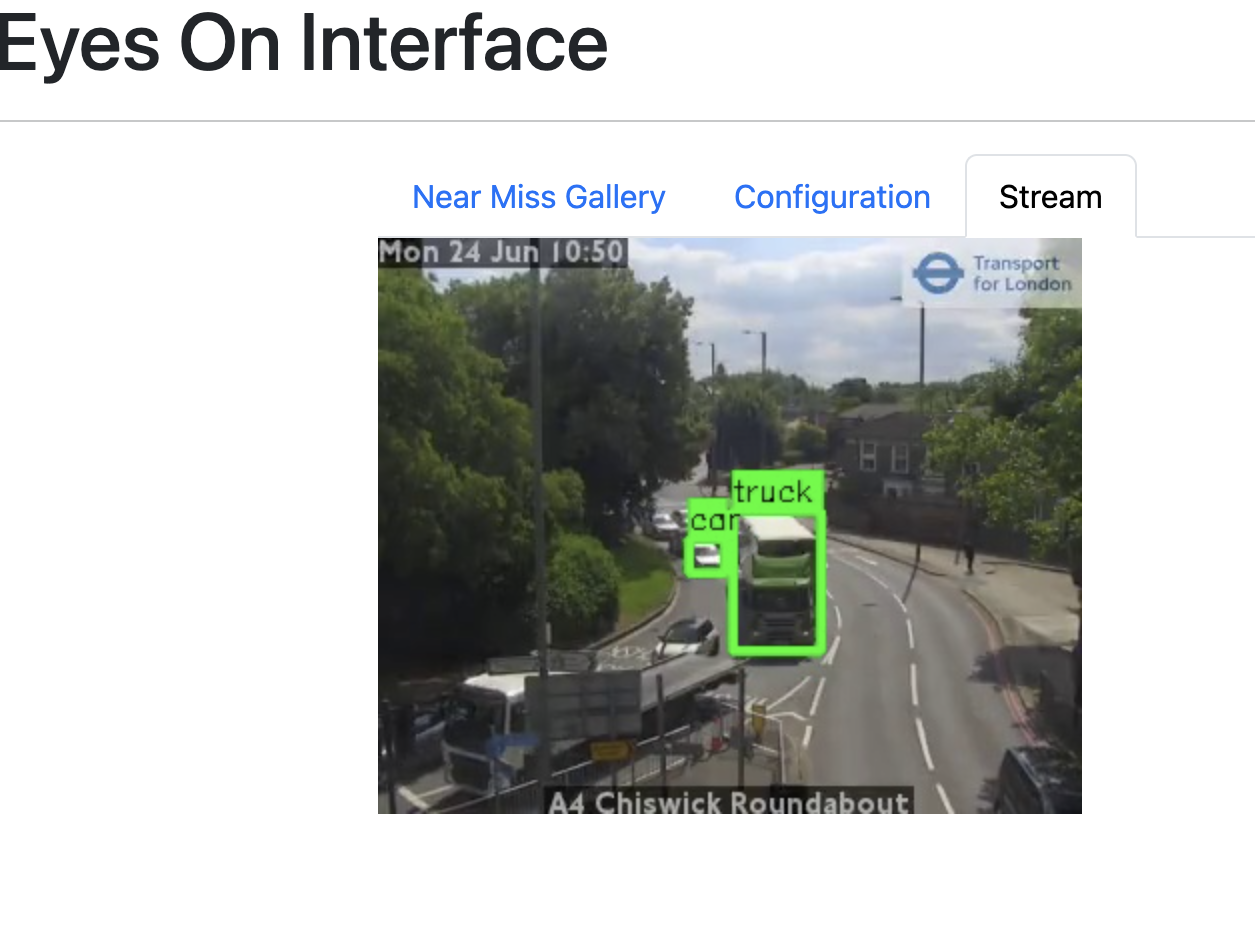 Eyes On Interface
Near Miss Gallery
Configuration
Stream
Mon 24 Jun 10:50
Transport
for London
truck
car
A4 Chiswick Roundabout